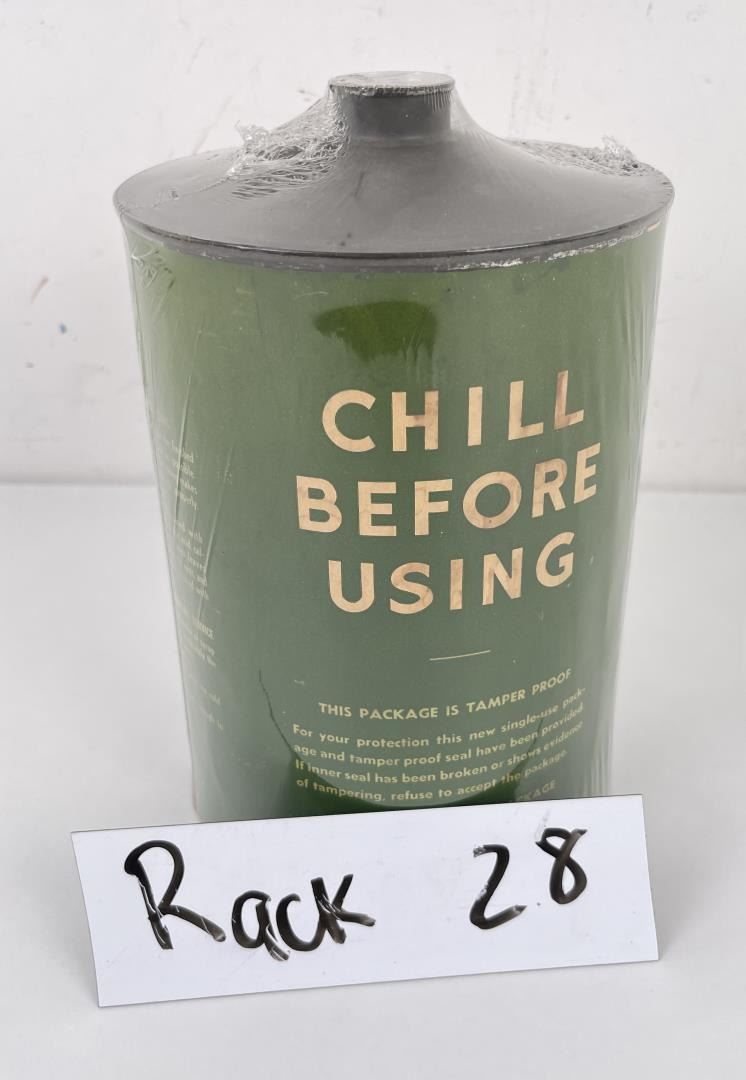 CHILL
BEFORE
USING
THIS PACKAGE IS TAMPER PROOF
For your protection this new single-use pack-
age and tamper proof seal have been provided
If inner seal has been broken or shows evidence
of tampering, refuse to accept the package.
Rack 28